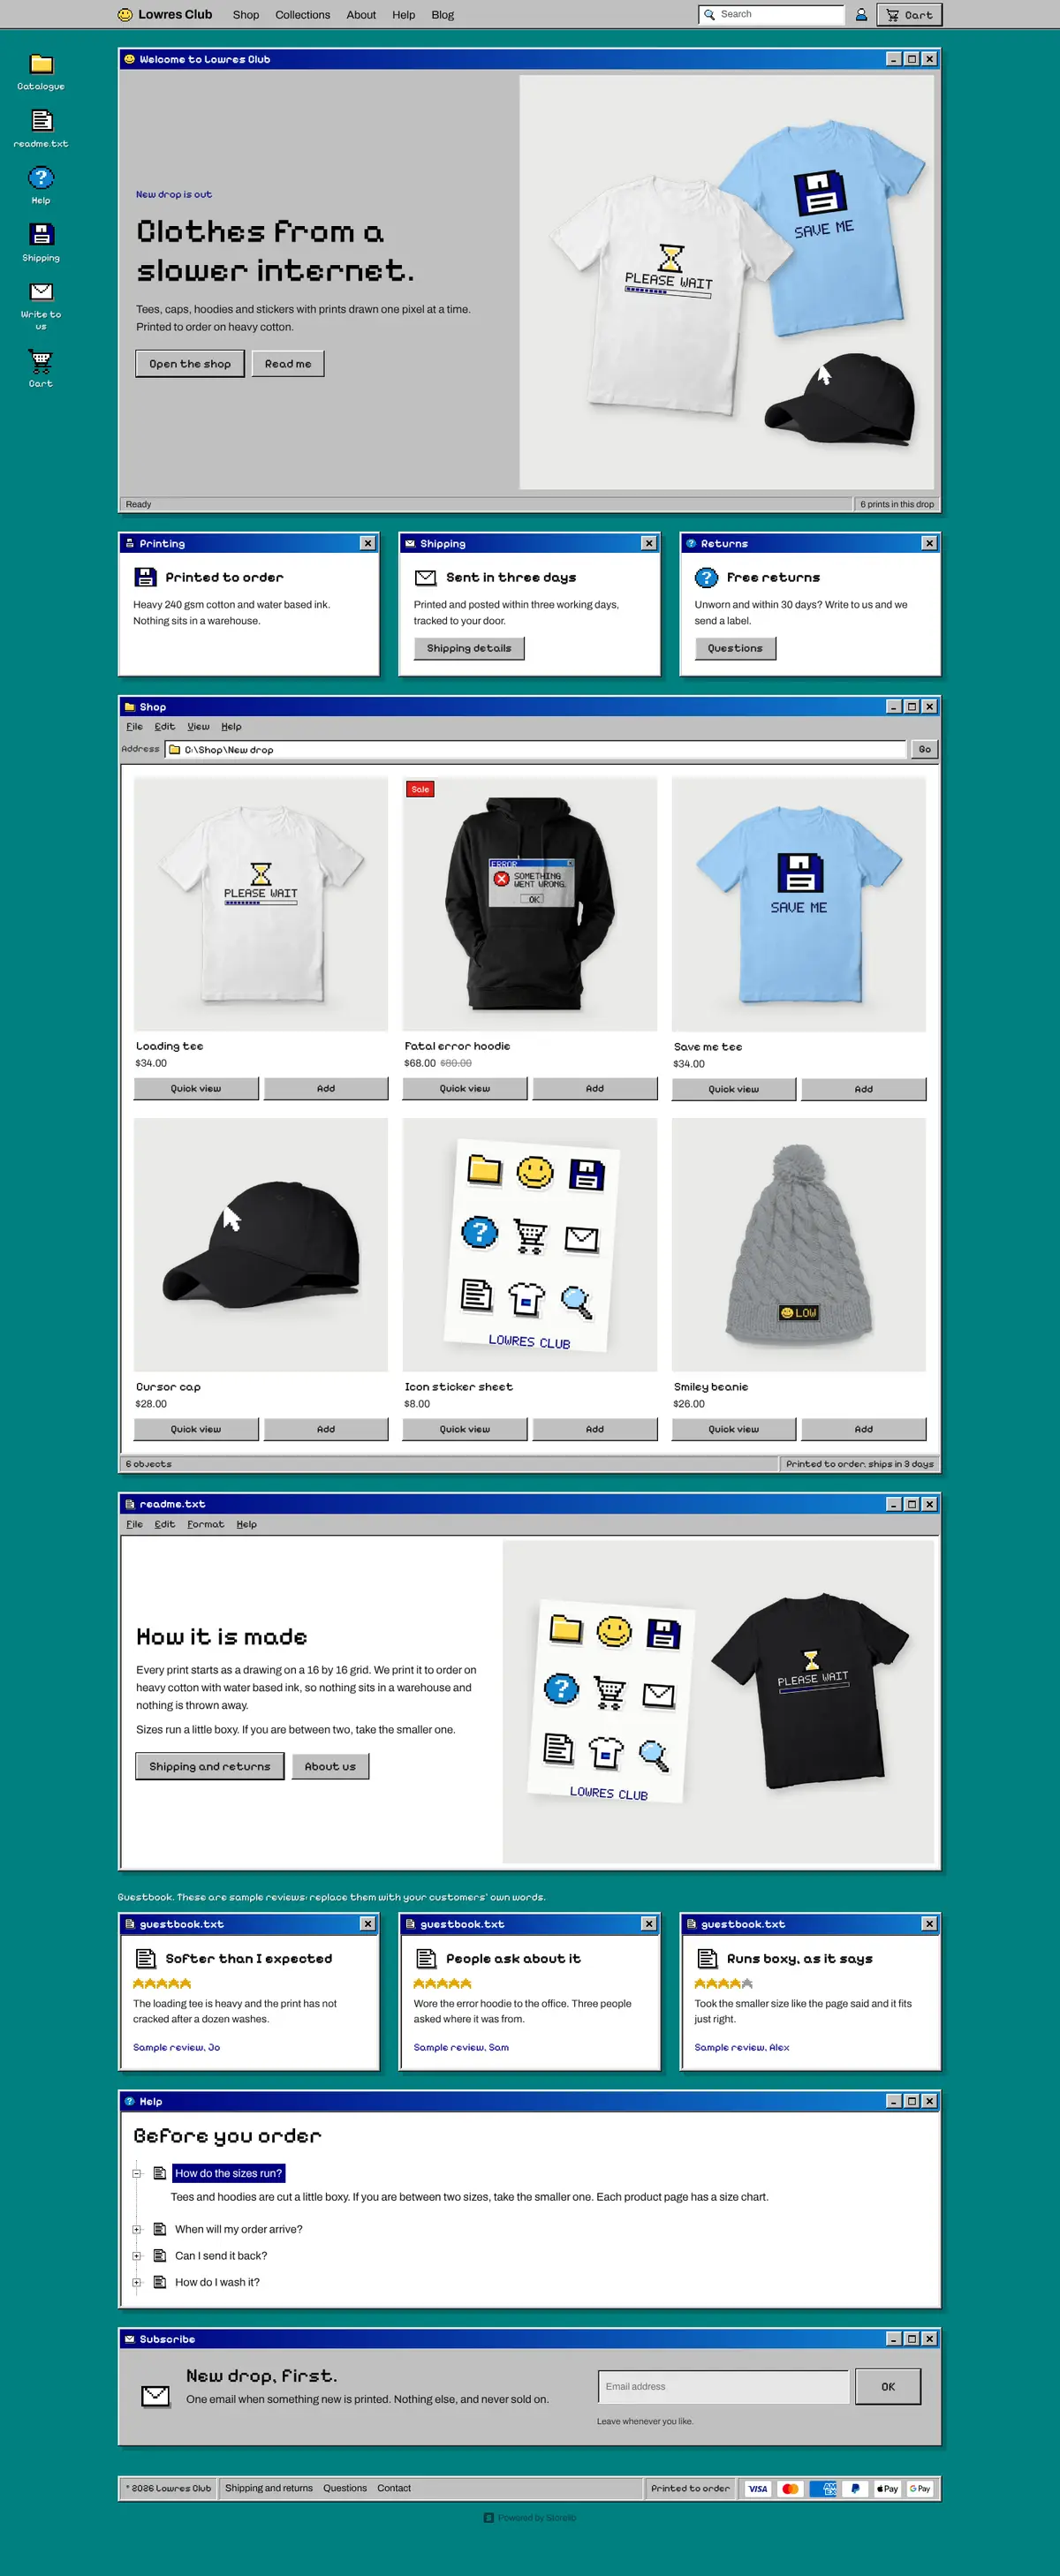 Lowres Club
Shop Collections About Help Blog
Search
Cart
Catalogue
readme.txt
Help
Shipping
Write to
us
Cart
Welcome to Lowres Club
New drop is out
Clothes from a
slower internet.
Tees, caps, hoodies and stickers with prints drawn one pixel at a time.
Printed to order on heavy cotton.
Open the shop
Read me
PLEASE WAIT
SAVE ME
Ready
6 prints in this drop
Printing
Printed to order
Heavy 240 gsm cotton and water based ink.
Nothing sits in a warehouse.
Shipping
Sent in three days
Printed and posted within three working days,
tracked to your door.
Shipping details
Returns
Free returns
Unworn and within 30 days? Write to us and we
send a label.
Questions
Shop
File Edit View Help
Address
C:\Shop\New drop
Go
PLEASE WAIT
Loading tee
$34.00
Quick view
Add
Sale
ERROR
SOMETHING
WENT WRONG.
OK
Fatal error hoodie
$68.00 $80.00
Quick view
Add
SAVE ME
Save me tee
$34.00
Quick view
Add
Cursor cap
$28.00
Quick view
Add
LOWRES CLUB
Icon sticker sheet
$8.00
Quick view
Add
LOW
Smiley beanie
$26.00
Quick view
Add
6 objects
Printed to order: ships in 3 days
readme.txt
File Edit Format Help
How it is made
Every print starts as a drawing on a 16 by 16 grid. We print it to order on
heavy cotton with water based ink, so nothing sits in a warehouse and
nothing is thrown away.
Sizes run a little boxy. If you are between two, take the smaller one.
Shipping and returns
About us
LOWRES CLUB
PLEASE WAIT
Guestbook. These are sample reviews: replace them with your customers' own words.
guestbook.txt
Softer than I expected
The loading tee is heavy and the print has not
cracked after a dozen washes.
Sample review, Jo
guestbook.txt
People ask about it
Wore the error hoodie to the office. Three people
asked where it was from.
Sample review, Sam
guestbook.txt
Runs boxy, as it says
Took the smaller size like the page said and it fits
just right.
Sample review, Alex
Help
Before you order
How do the sizes run?
Tees and hoodies are cut a little boxy. If you are between two sizes, take the smaller one. Each product page has a size chart.
When will my order arrive?
Can I send it back?
How do I wash it?
Subscribe
New drop, first.
One email when something new is printed. Nothing else, and never sold on.
Email address
OK
Leave whenever you like.
© 2026 Lowres Club
Shipping and returns Questions Contact
Printed to order
VISA
AMEX
Pay
G Pay
Powered by Storelib